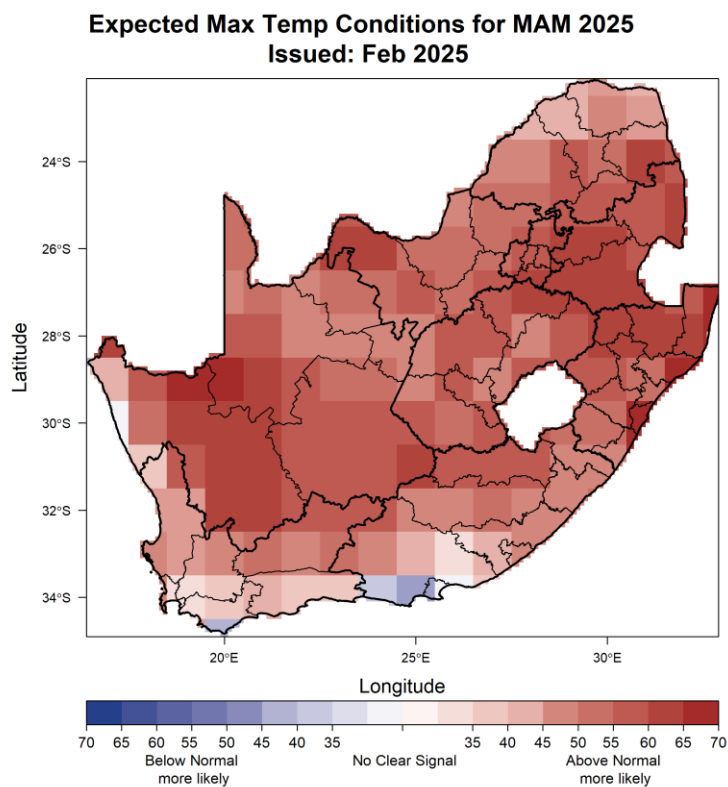 Expected Max Temp Conditions for MAM 2025
Issued: Feb 2025
24°S
26°S
28°S
30°S
32°S
34°S
Latitude
20°E 25°E 30°E
Longitude
70 65 60 55 50 45 40 35 35 40 45 50 55 60 65 70
Below Normal more likely
No Clear Signal
Above Normal more likely